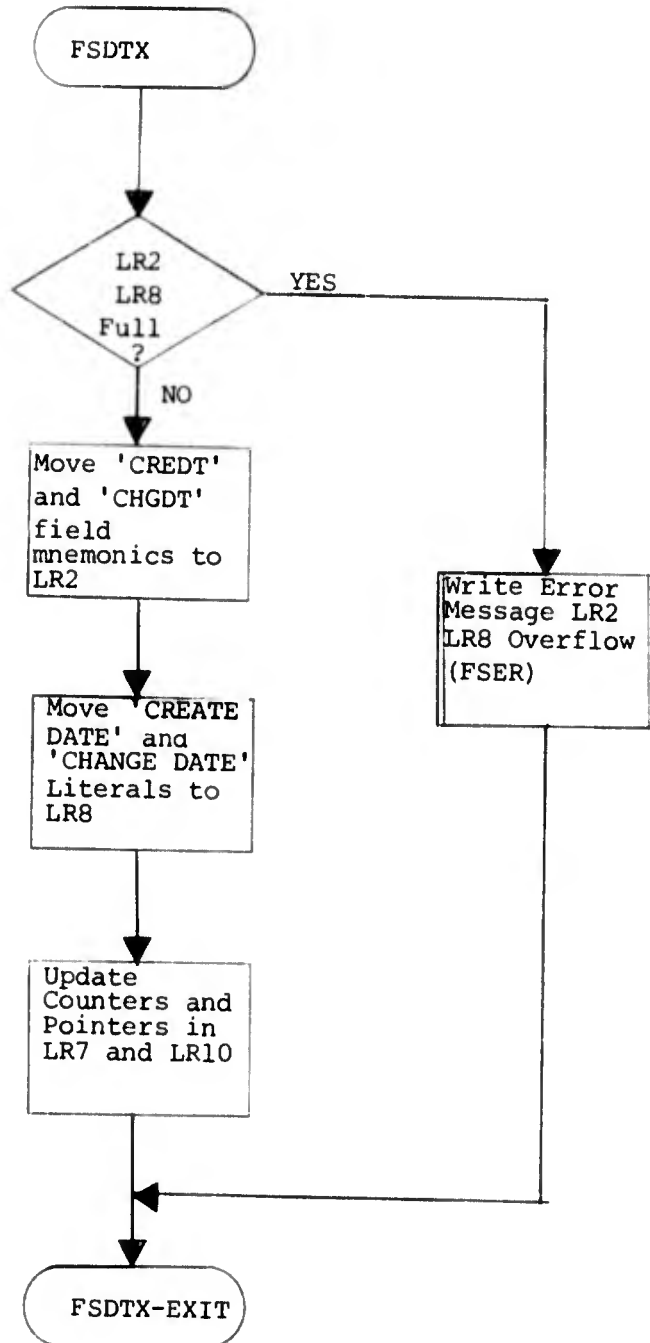 FSDTX
LR2
LR8
Full
?
YES
NO
Move 'CREDT'
and 'CHGDT'
field
mnemonics to
LR2
Write Error
Message LR2
LR8 Overflow
(FSER)
Move 'CREATE
DATE' and
'CHANGE DATE'
Literals to
LR8
Update
Counters and
Pointers in
LR7 and LR10
FSDTX-EXIT